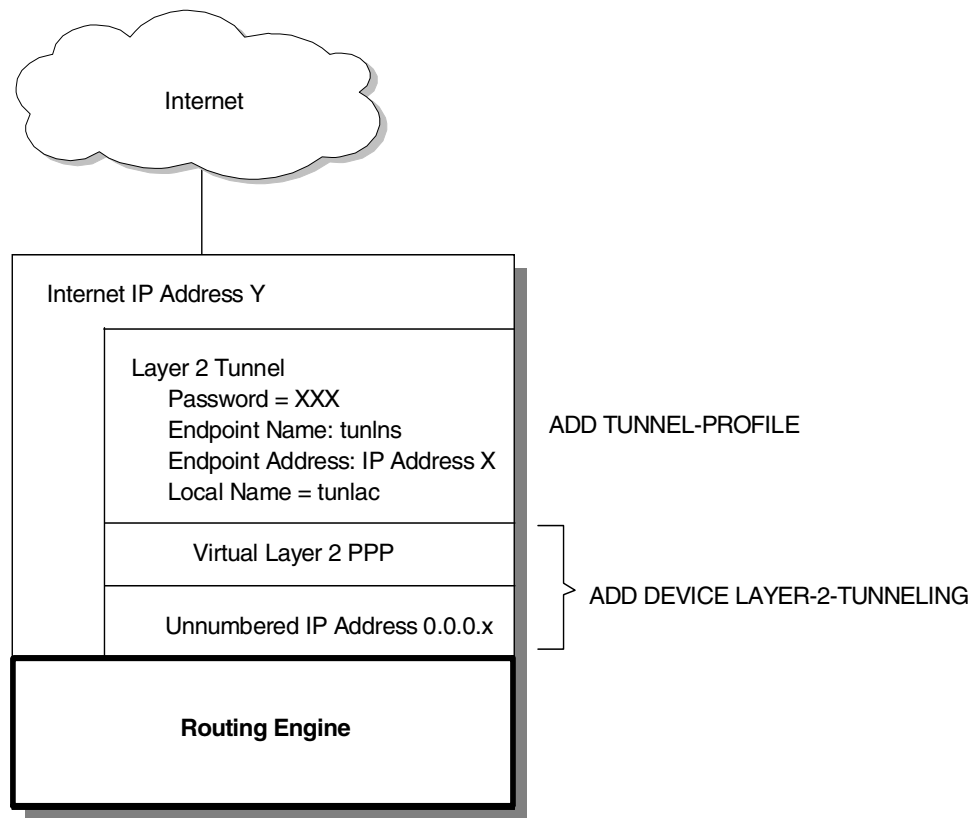 Internet
Internet IP Address Y
Layer 2 Tunnel
Password = XXX
Endpoint Name: tunlns
Endpoint Address: IP Address X
Local Name = tunlac
ADD TUNNEL-PROFILE
Virtual Layer 2 PPP
ADD DEVICE LAYER-2-TUNNELING
Unnumbered IP Address 0.0.0.x
Routing Engine